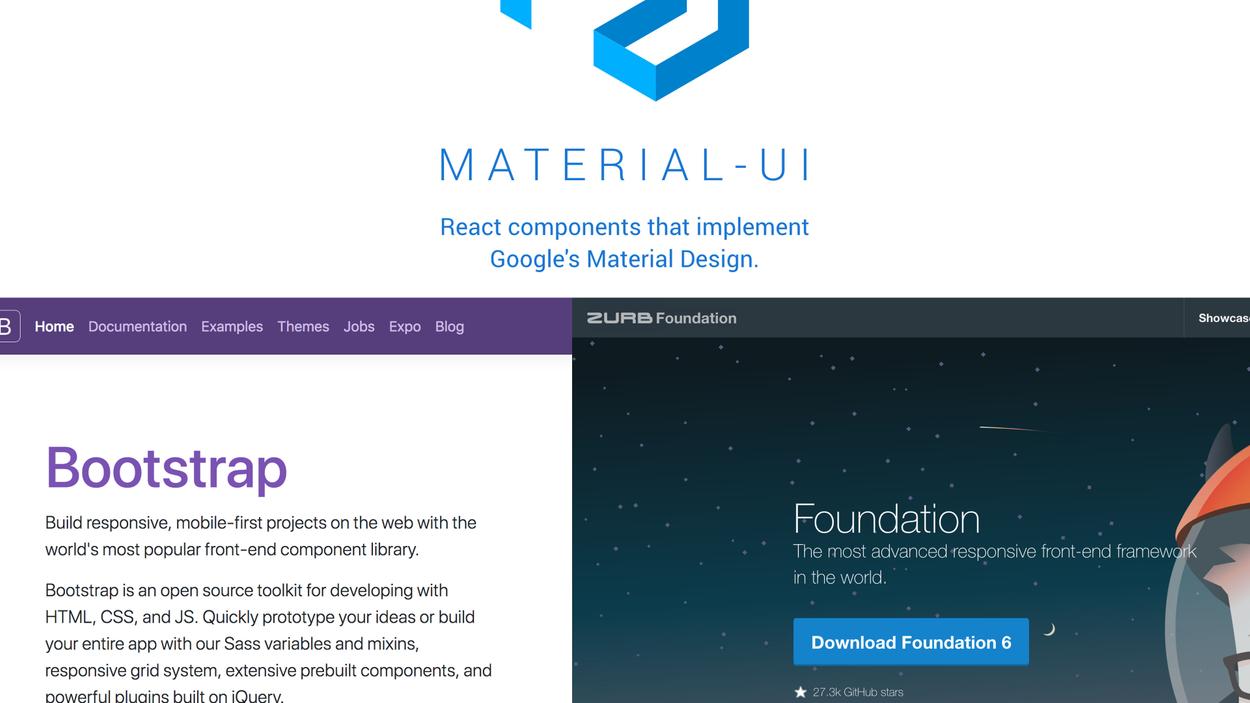 MATERIAL-UI
React components that implement
Google's Material Design.
B Home Documentation Examples Themes Jobs Expo Blog
Bootstrap
Build responsive, mobile-first projects on the web with the
world's most popular front-end component library.
Bootstrap is an open source toolkit for developing with
HTML, CSS, and JS. Quickly prototype your ideas or build
your entire app with our Sass variables and mixins,
responsive grid system, extensive prebuilt components, and
powerful plugins built on jQuery.
ZURB Foundation
Showcas
Foundation
The most advanced responsive front-end framework
in the world.
Download Foundation 6
27.3k GitHub stars